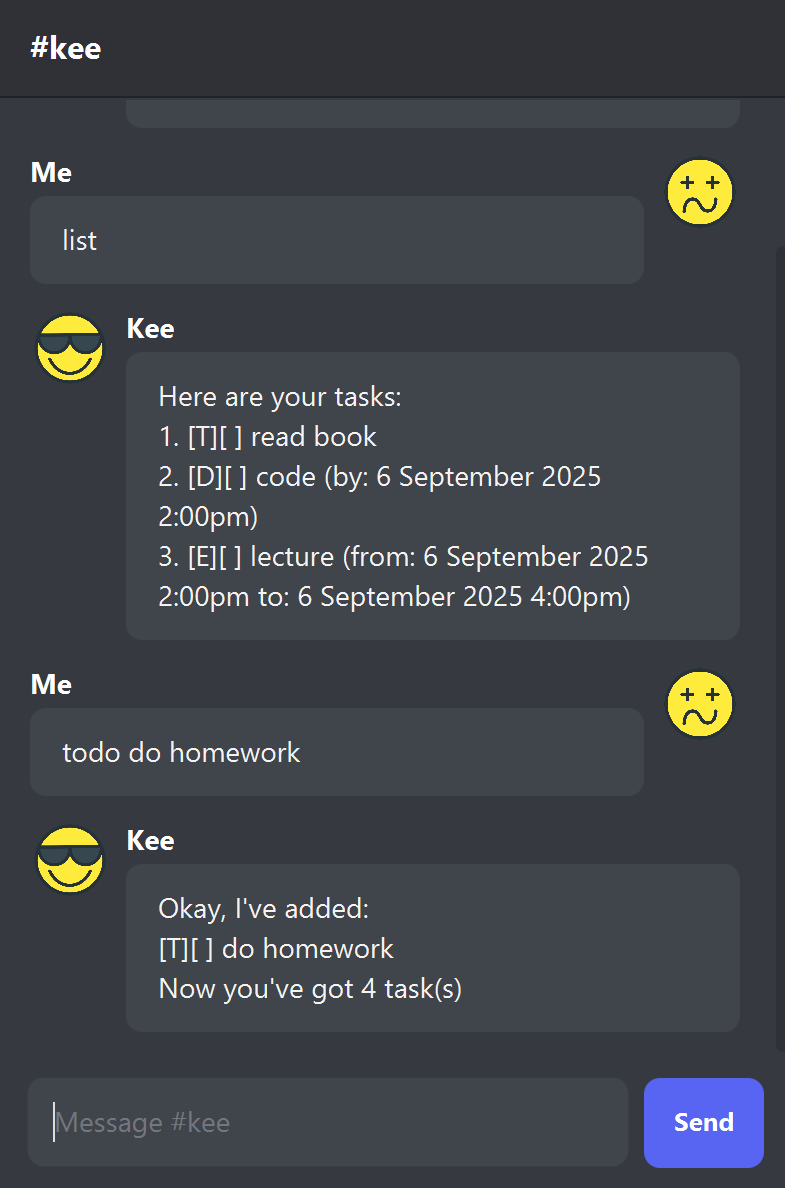 #kee
Me
list
Kee
Here are your tasks:
1. [T][ ] read book
2. [D][ ] code (by: 6 September 2025
2:00pm)
3. [E][ ] lecture (from: 6 September 2025
2:00pm to: 6 September 2025 4:00pm)
Me
todo do homework
Kee
Okay, I've added:
[T][ ] do homework
Now you've got 4 task(s)
Message #kee
Send